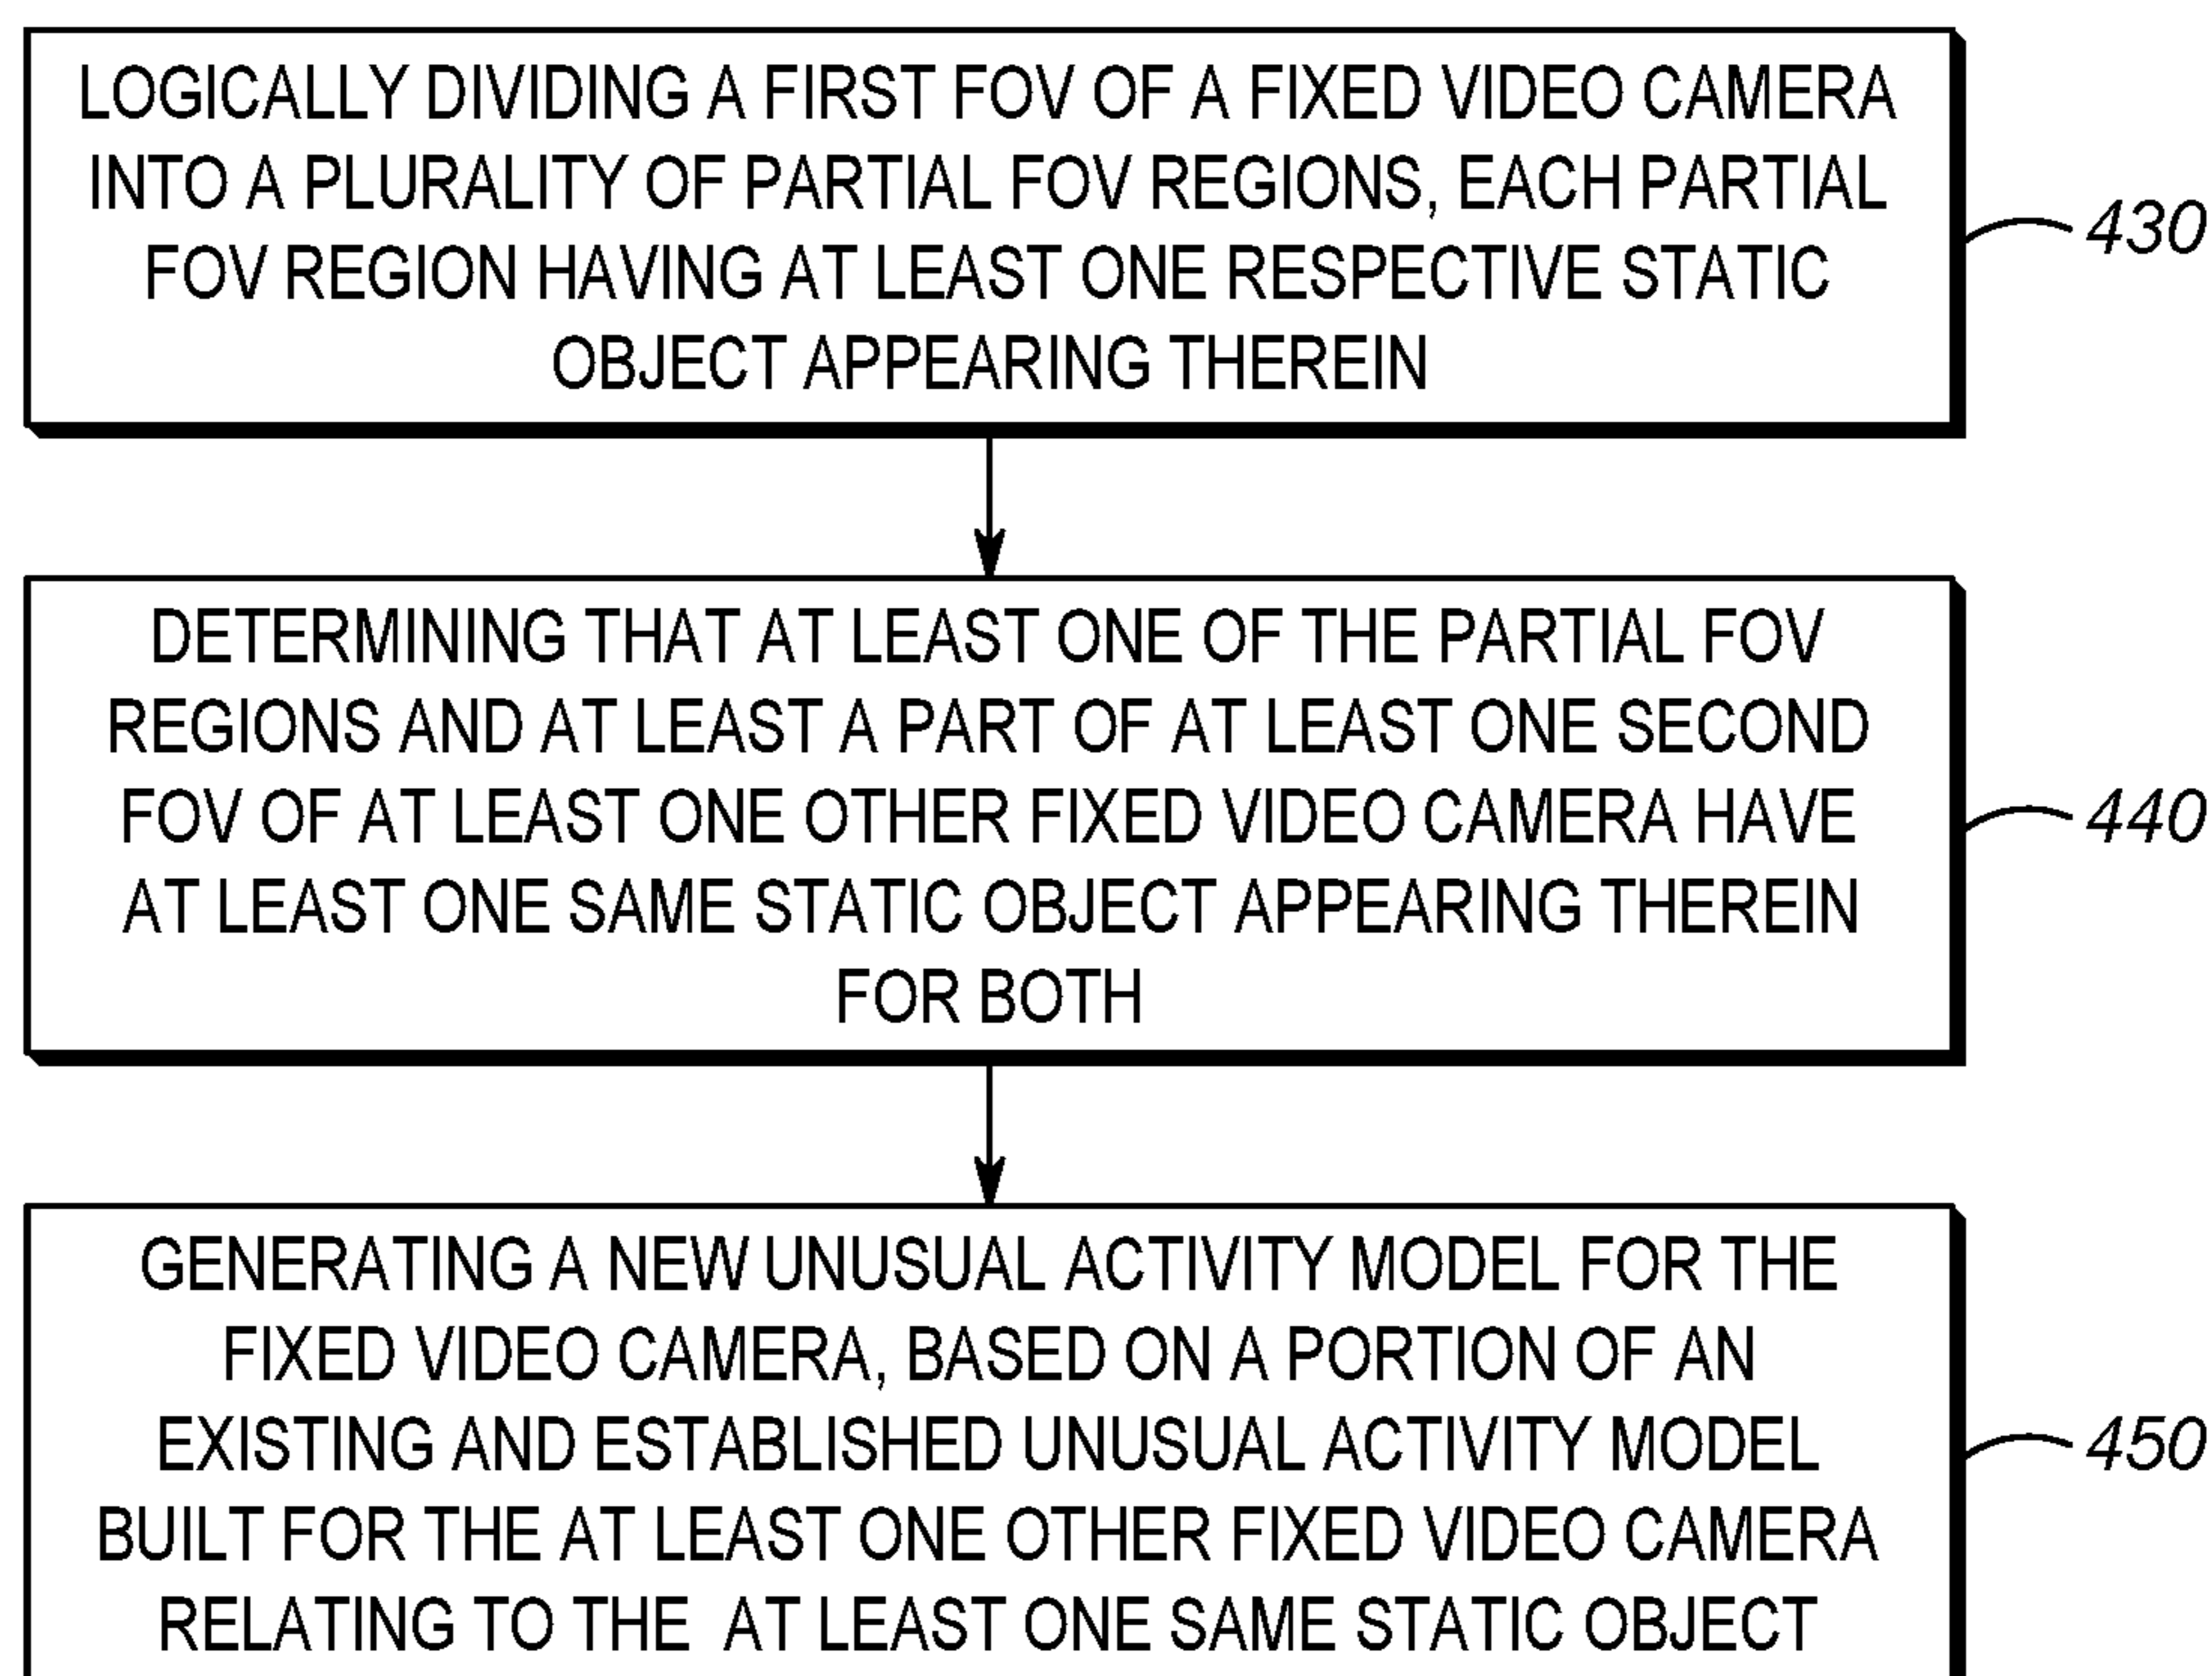 LOGICALLY DIVIDING A FIRST FOV OF A FIXED VIDEO CAMERA
INTO A PLURALITY OF PARTIAL FOV REGIONS, EACH PARTIAL
FOV REGION HAVING AT LEAST ONE RESPECTIVE STATIC
OBJECT APPEARING THEREIN
430
DETERMINING THAT AT LEAST ONE OF THE PARTIAL FOV
REGIONS AND AT LEAST A PART OF AT LEAST ONE SECOND
FOV OF AT LEAST ONE OTHER FIXED VIDEO CAMERA HAVE
AT LEAST ONE SAME STATIC OBJECT APPEARING THEREIN
FOR BOTH
440
GENERATING A NEW UNUSUAL ACTIVITY MODEL FOR THE
FIXED VIDEO CAMERA, BASED ON A PORTION OF AN
EXISTING AND ESTABLISHED UNUSUAL ACTIVITY MODEL
BUILT FOR THE AT LEAST ONE OTHER FIXED VIDEO CAMERA
RELATING TO THE AT LEAST ONE SAME STATIC OBJECT
450